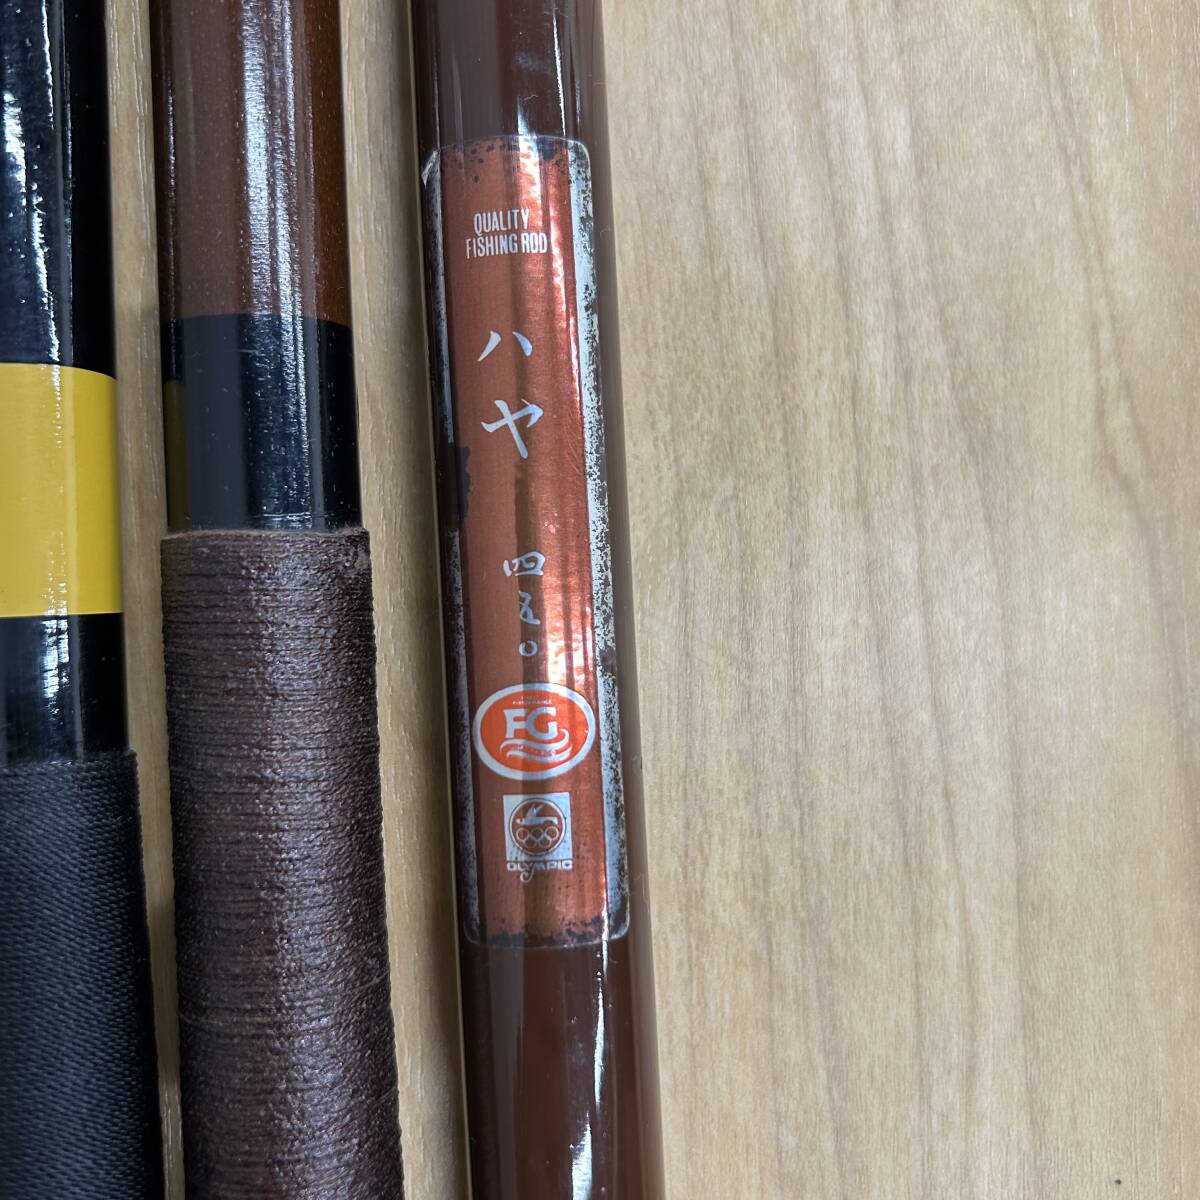 QUALITY
FISHING ROD
ハヤ
四五〇
FG
OLYMPIC